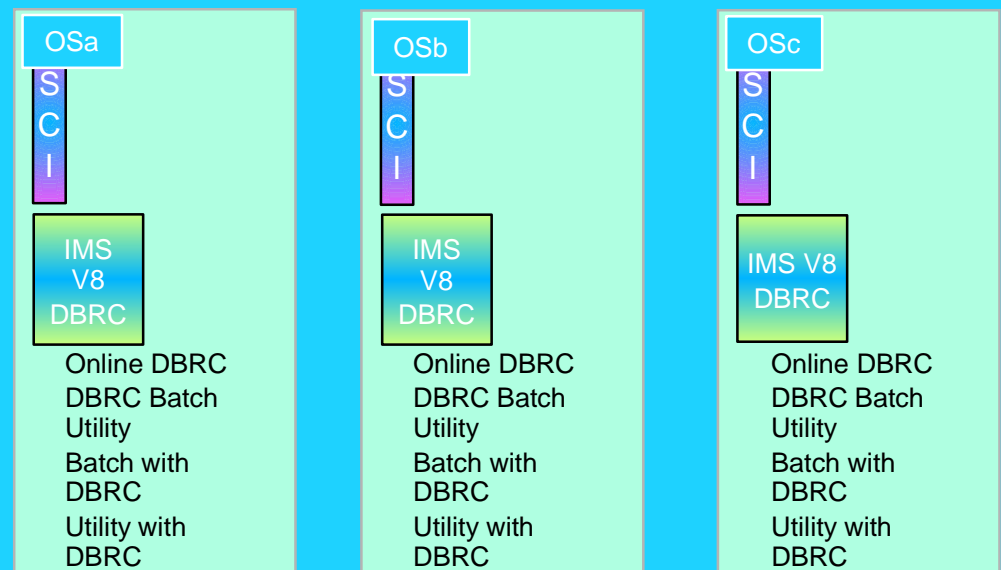 OSa
S
C
I
IMS
V8
DBRC
Online DBRC
DBRC Batch
Utility
Batch with
DBRC
Utility with
DBRC
OSb
S
C
I
IMS
V8
DBRC
Online DBRC
DBRC Batch
Utility
Batch with
DBRC
Utility with
DBRC
OSc
S
C
I
IMS V8
DBRC
Online DBRC
DBRC Batch
Utility
Batch with
DBRC
Utility with
DBRC